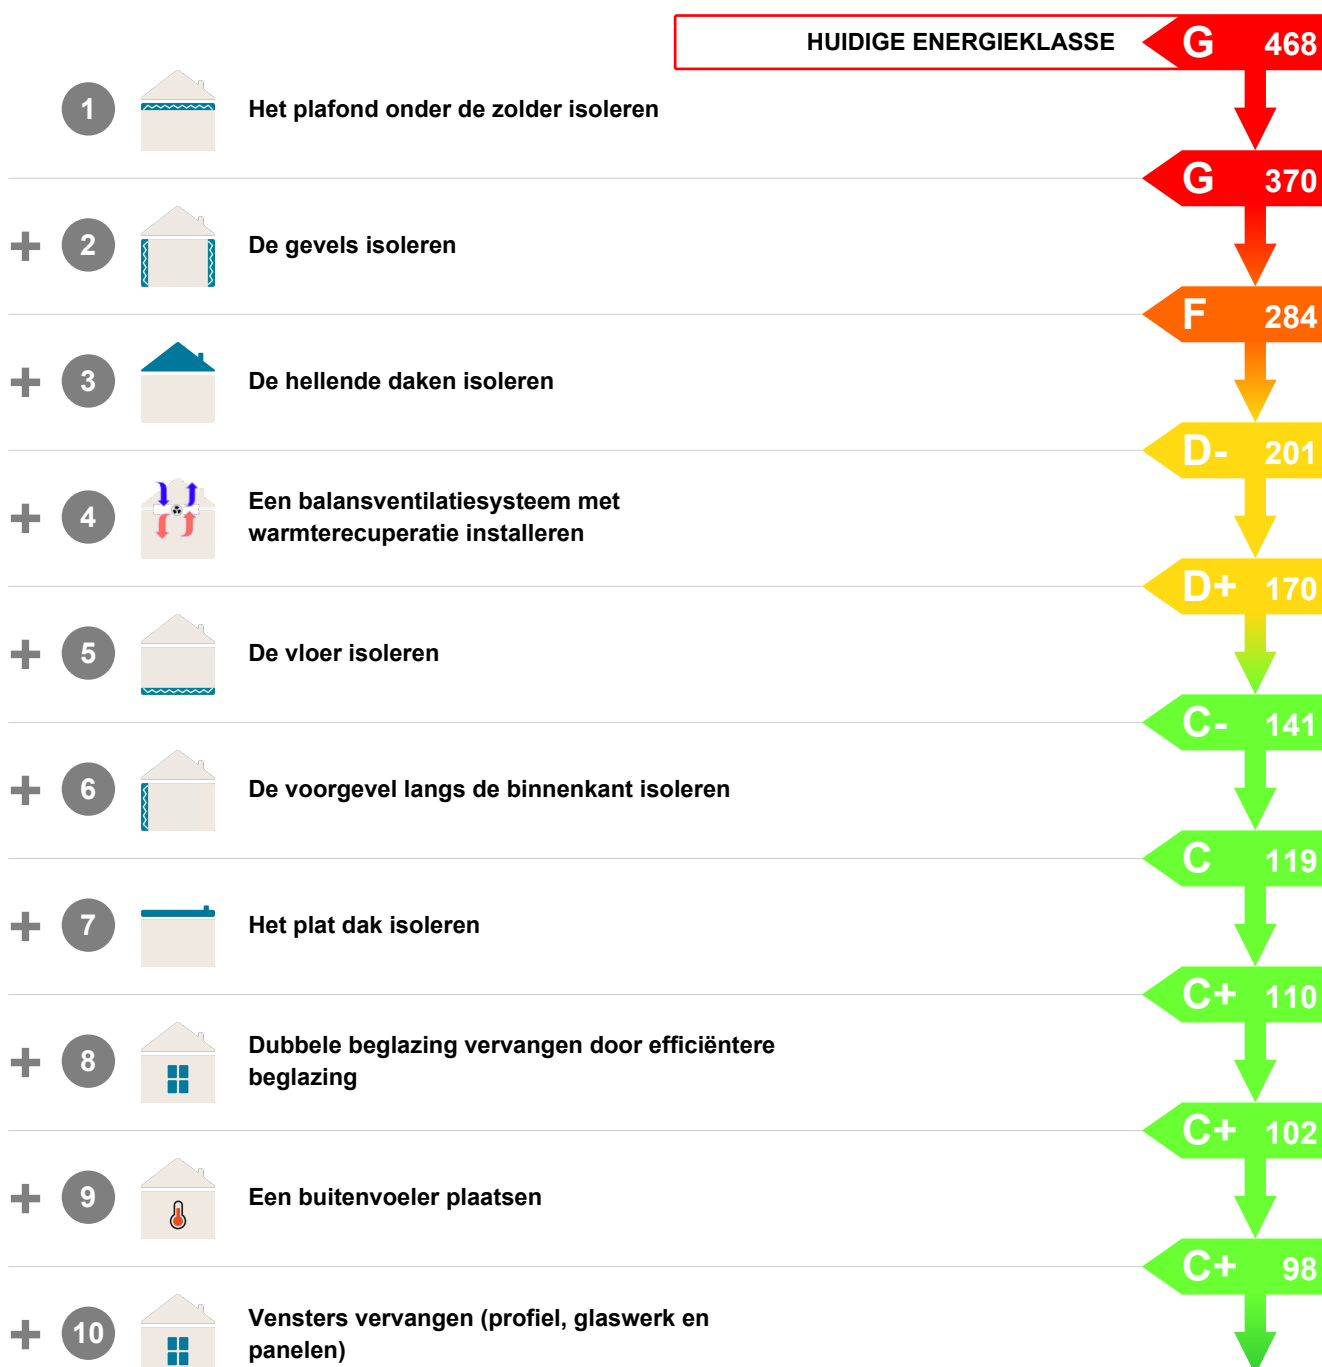 HUIDIGE ENERGIEKLASSE G 468
1 Het plafond onder de zolder isoleren
G 370
+ 2 De gevels isoleren
F 284
+ 3 De hellende daken isoleren
D- 201
+ 4 Een balansventilatiesysteem met
warmterecuperatie installeren
D+ 170
+ 5 De vloer isoleren
C- 141
+ 6 De voorgevel langs de binnenkant isoleren
C 119
+ 7 Het plat dak isoleren
C+ 110
+ 8 Dubbele beglazing vervangen door efficiëntere
beglazing
C+ 102
+ 9 Een buitenvoeler plaatsen
C+ 98
+ 10 Vensters vervangen (profiel, glaswerk en
panelen)